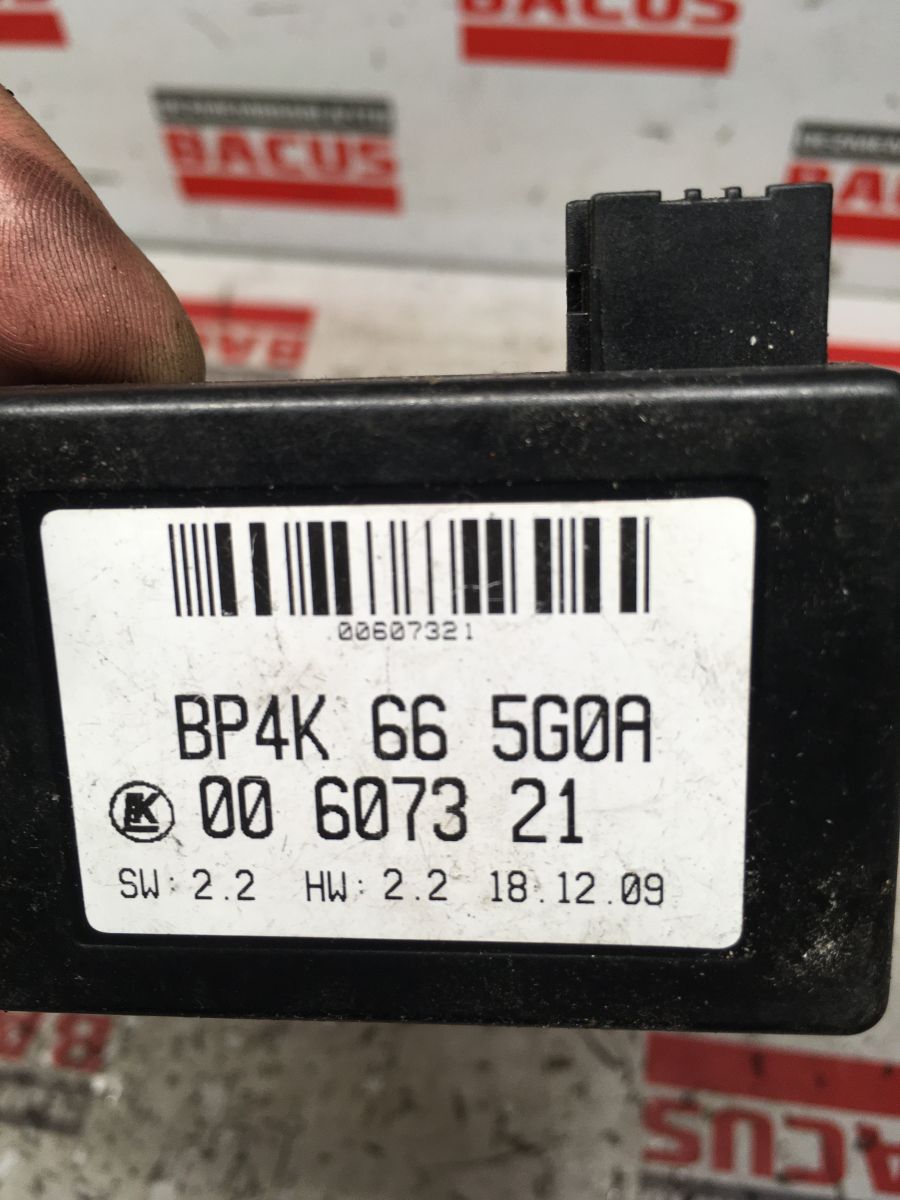 BACUS
BACUS
BACUS
00607321
BP4K 66 5G0A
00 6073 21
SW: 2.2 HW: 2.2 18.12.09
BACUS